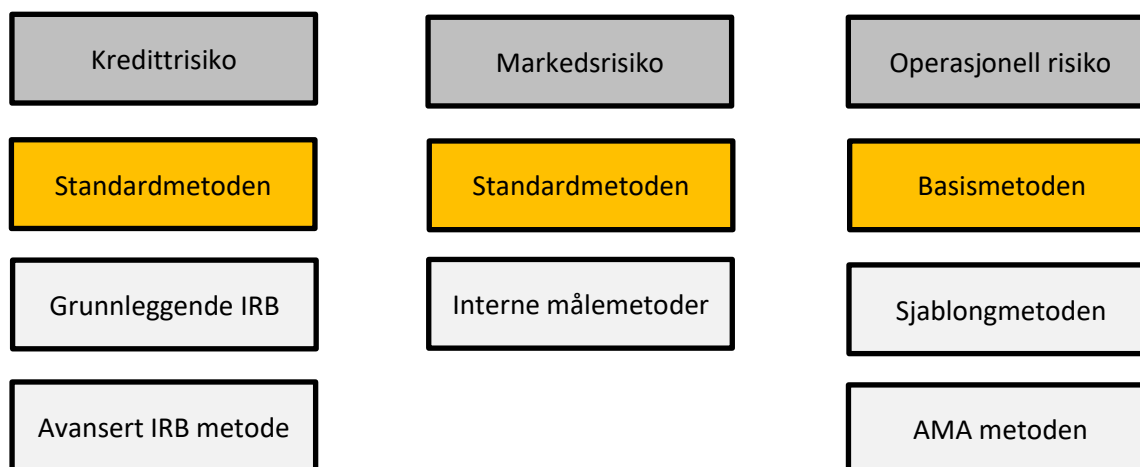 Kredittrisiko
Markedsrisiko
Operasjonell risiko
Standardmetoden
Standardmetoden
Basismetoden
Grunnleggende IRB
Interne målemetoder
Sjablongmetoden
Avansert IRB metode
AMA metoden